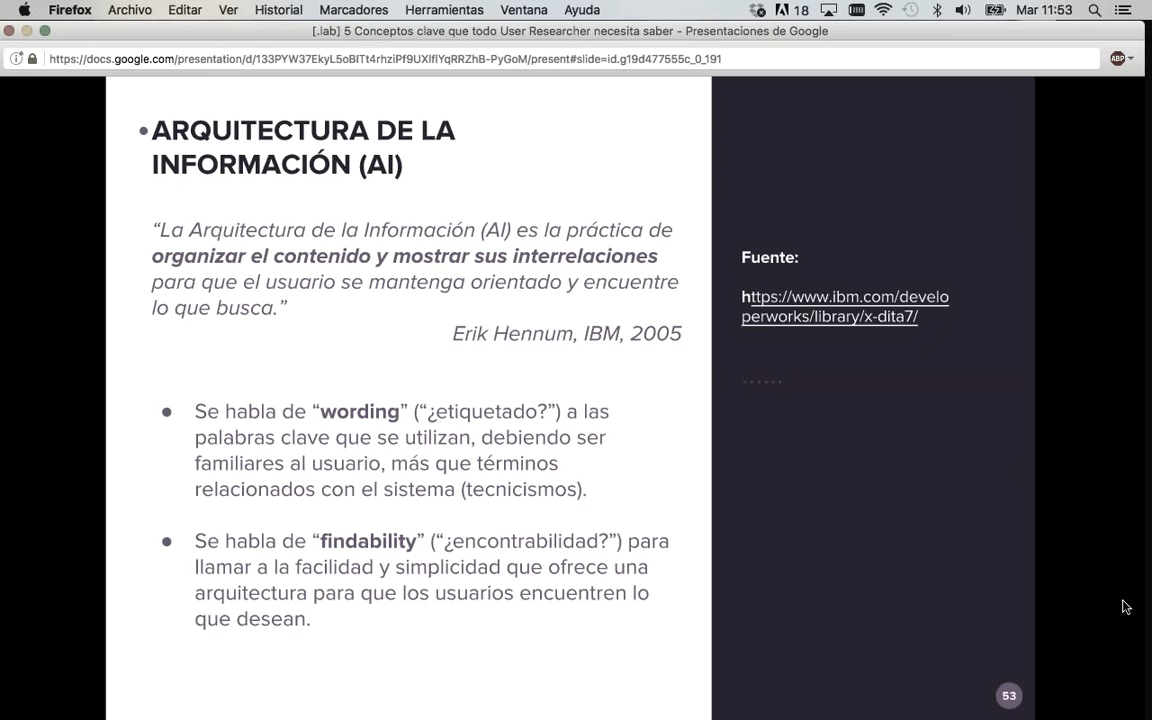 Firefox Archivo Editar Ver Historial Marcadores Herramientas Ventana Ayuda 18 Mar 11:53
[.lab] 5 Conceptos clave que todo User Researcher necesita saber - Presentaciones de Google
https://docs.google.com/presentation/d/133PYW37EkyL5oBITt4rhziPf9UXIfIYqRRZhB-PyGoM/present#slide=id.g19d477555c_0_191
ABP
•ARQUITECTURA DE LA
INFORMACIÓN (AI)
“La Arquitectura de la Información (AI) es la práctica de
organizar el contenido y mostrar sus interrelaciones
para que el usuario se mantenga orientado y encuentre
lo que busca.”
Erik Hennum, IBM, 2005
● Se habla de “wording” (“¿etiquetado?”) a las
palabras clave que se utilizan, debiendo ser
familiares al usuario, más que términos
relacionados con el sistema (tecnicismos).
● Se habla de “findability” (“¿encontrabilidad?”) para
llamar a la facilidad y simplicidad que ofrece una
arquitectura para que los usuarios encuentren lo
que desean.
Fuente:
https://www.ibm.com/develo
perworks/library/x-dita7/
......
53